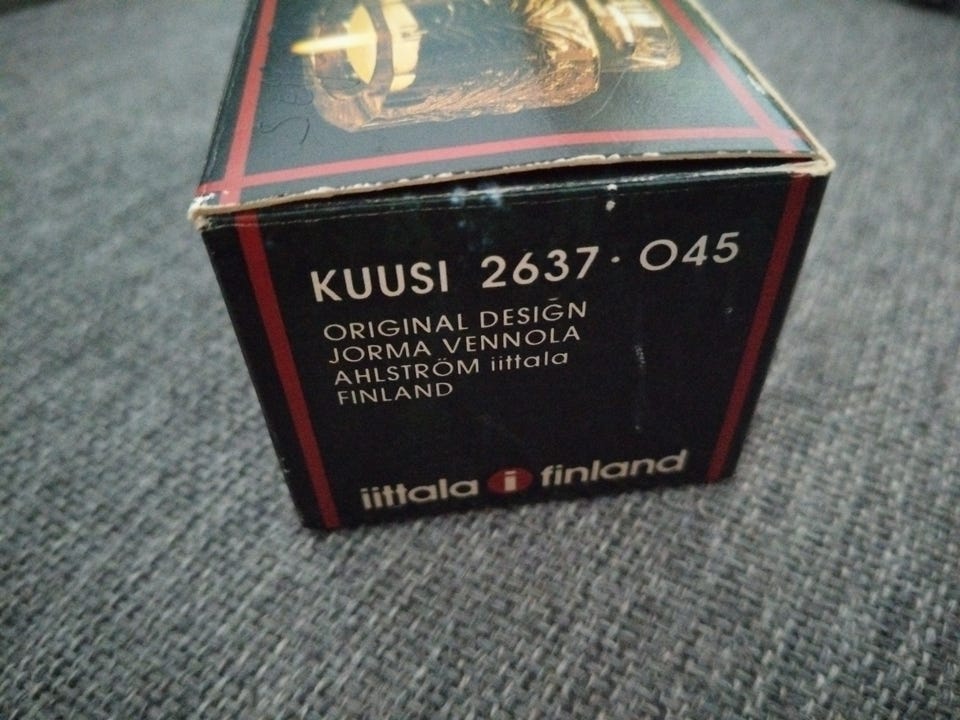 KUUSI 2637 · 045
ORIGINAL DESIGN
JORMA VENNOLA
AHLSTRÖM iittala
FINLAND
iittala i finland